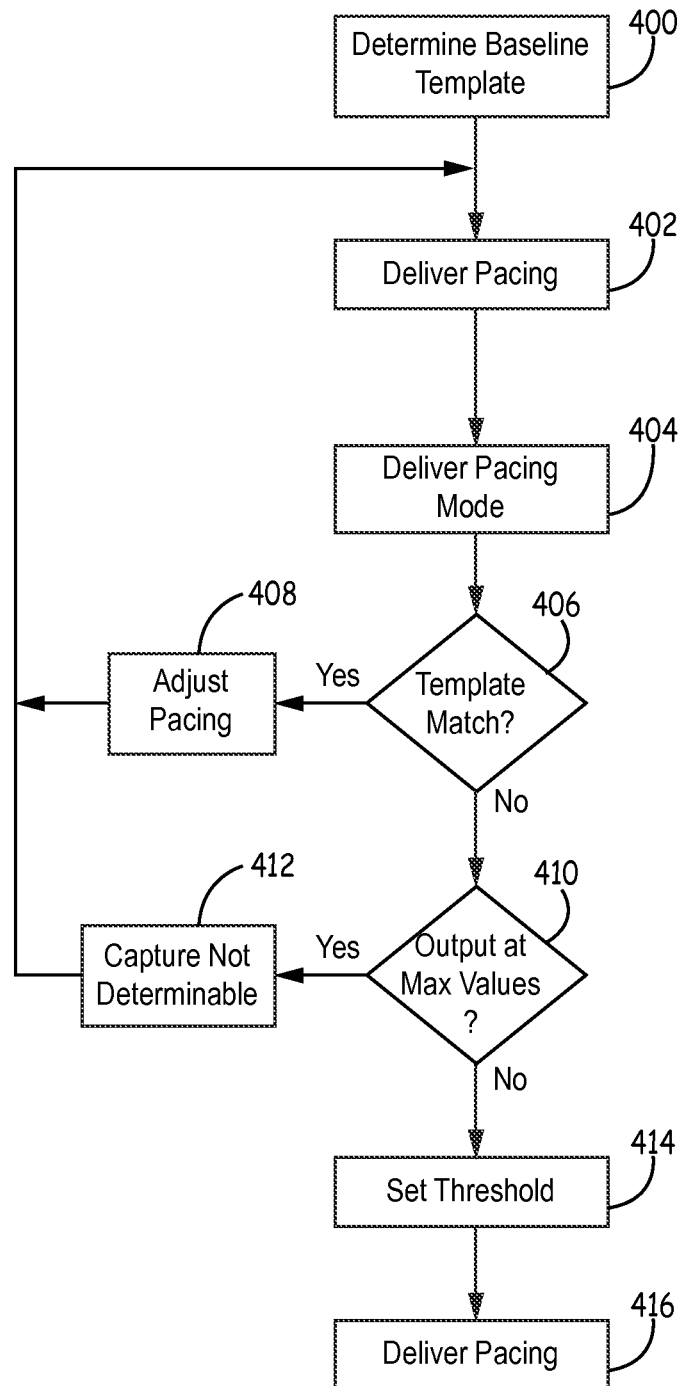 400
Determine Baseline
Template
402
Deliver Pacing
404
Deliver Pacing
Mode
408
406
Adjust
Pacing
Yes
Template
Match?
No
412
410
Capture Not
Determinable
Yes
Output at
Max Values
?
No
414
Set Threshold
416
Deliver Pacing